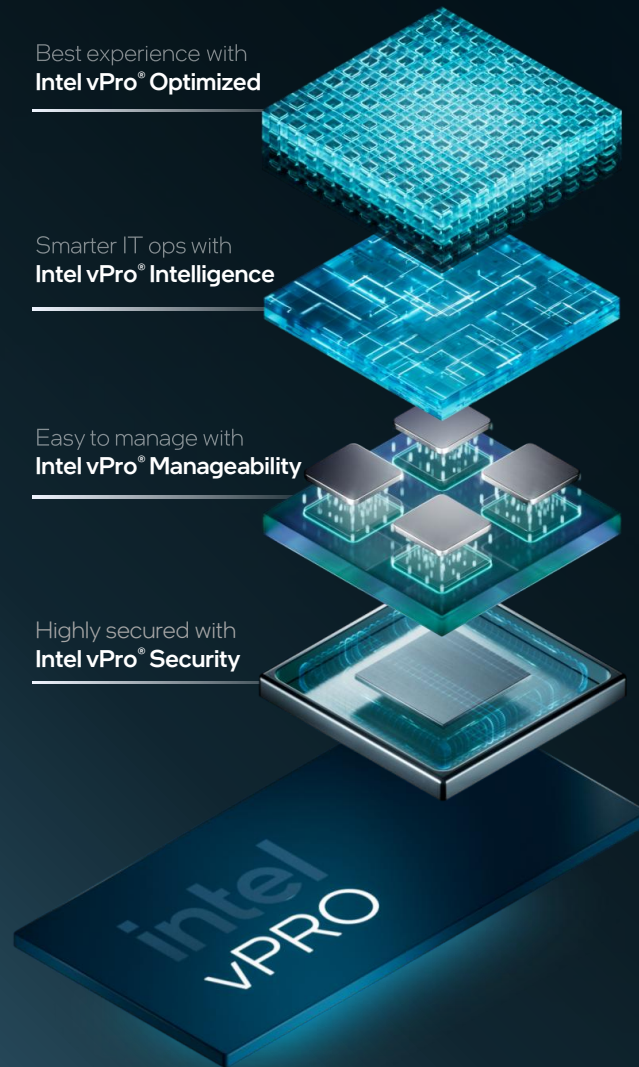 Best experience with
Intel vPro® Optimized
Smarter IT ops with
Intel vPro® Intelligence
Easy to manage with
Intel vPro® Manageability
Highly secured with
Intel vPro® Security
intel
vPRO